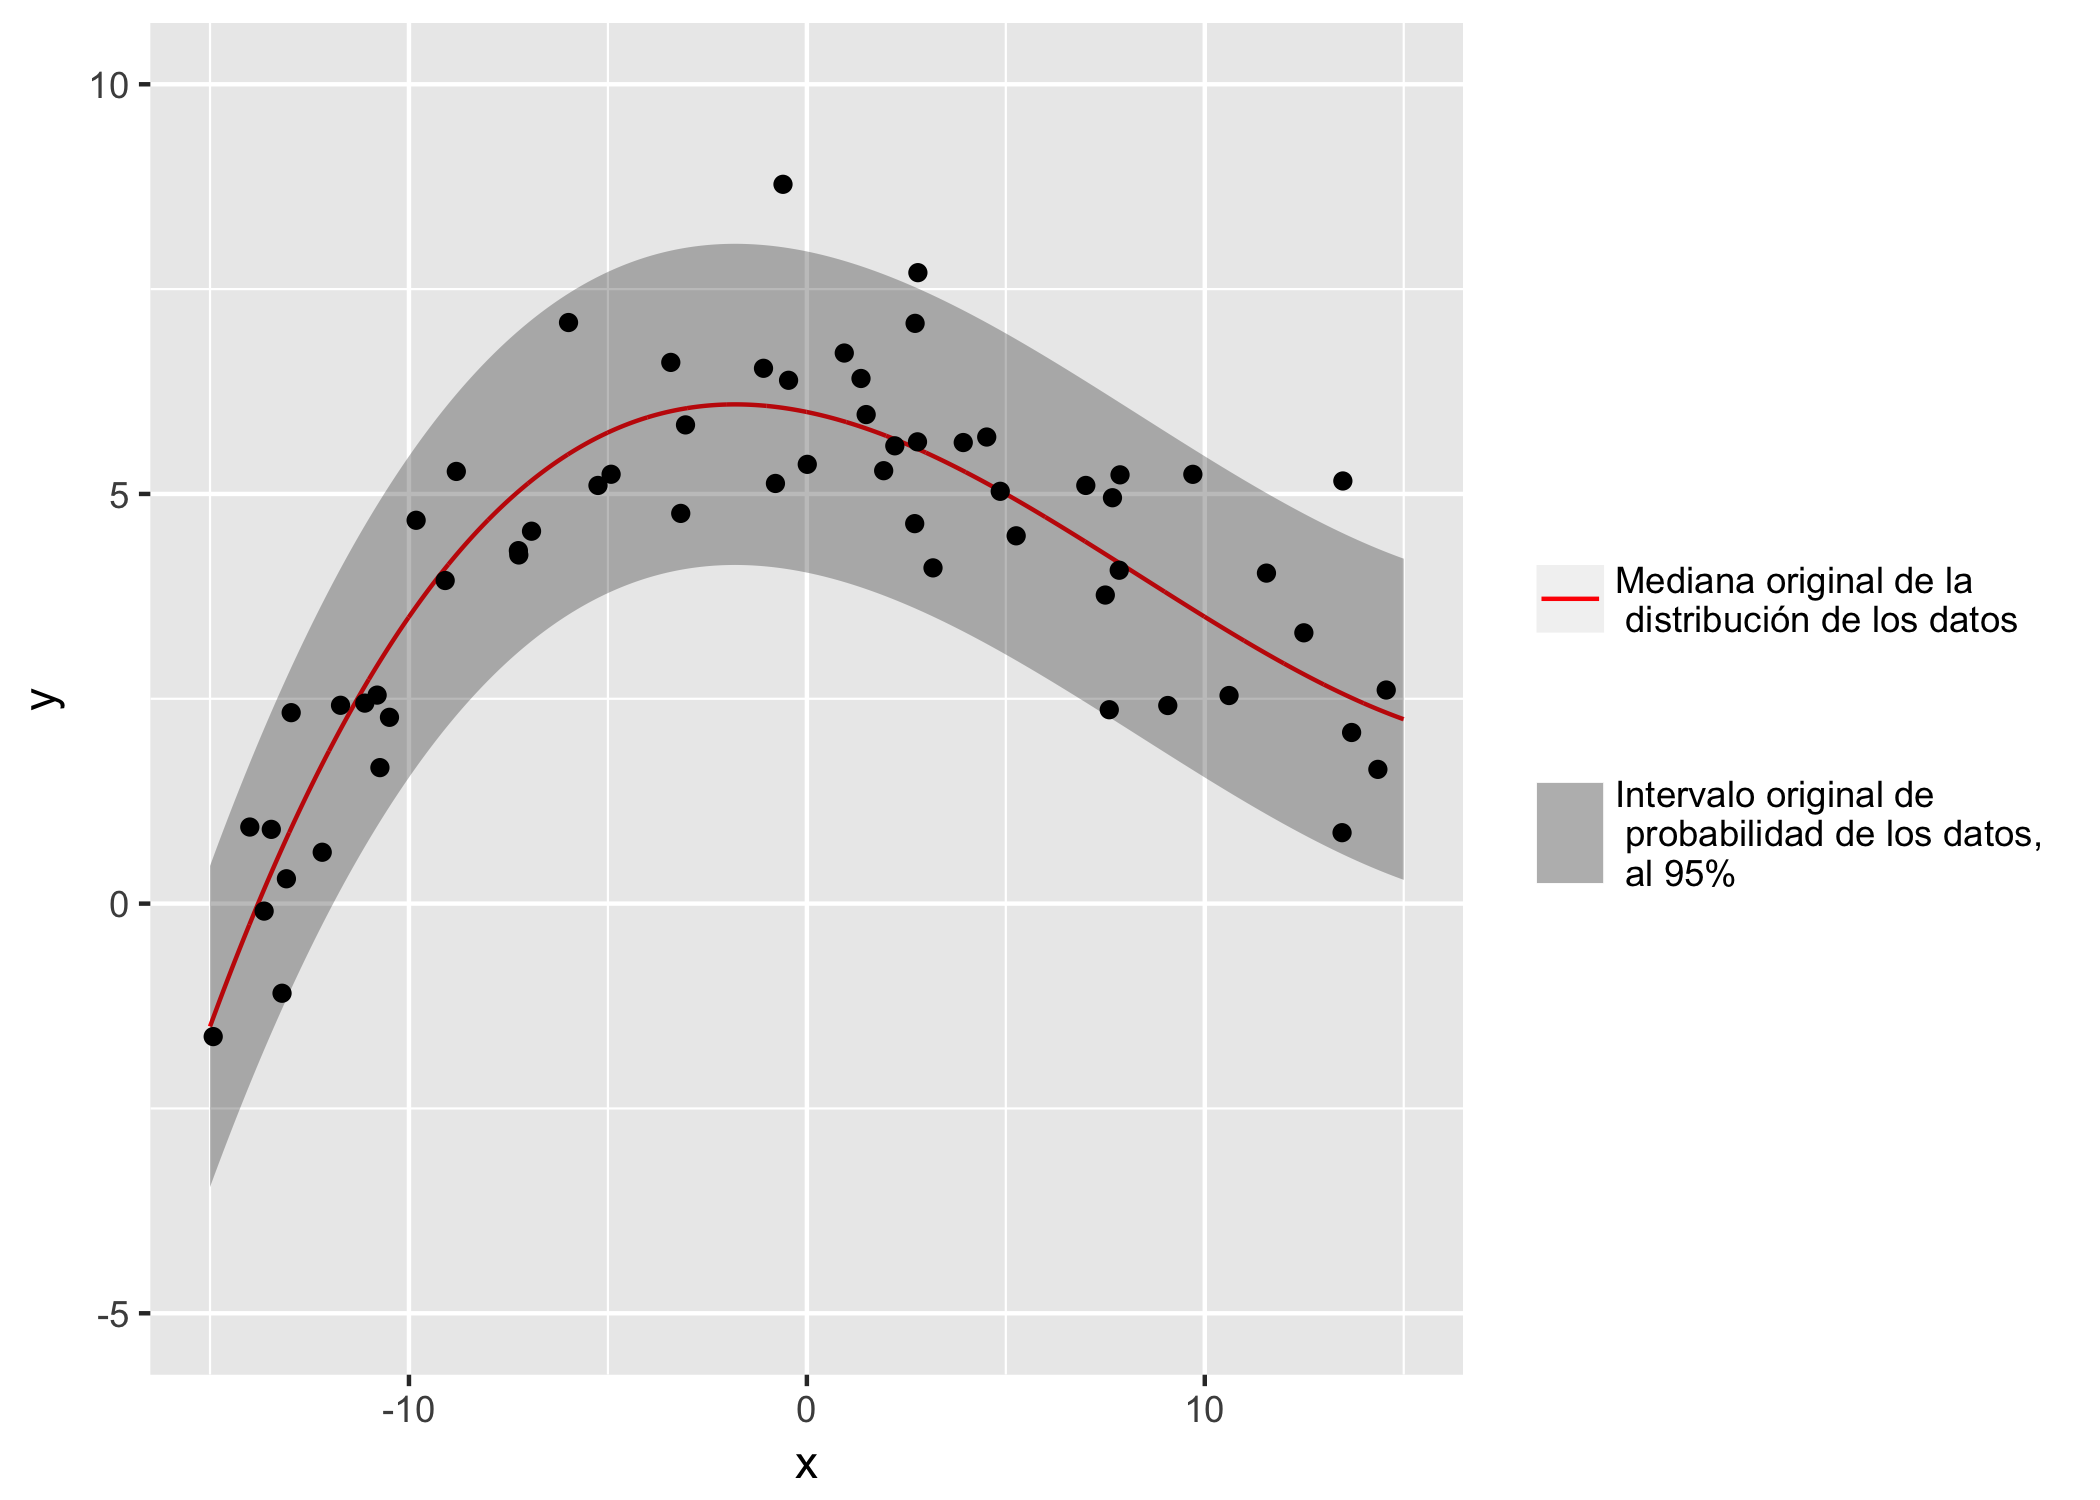 10
5
0
-5
y
-10
0
10
x
Mediana original de la
distribución de los datos
Intervalo original de
probabilidad de los datos,
al 95%